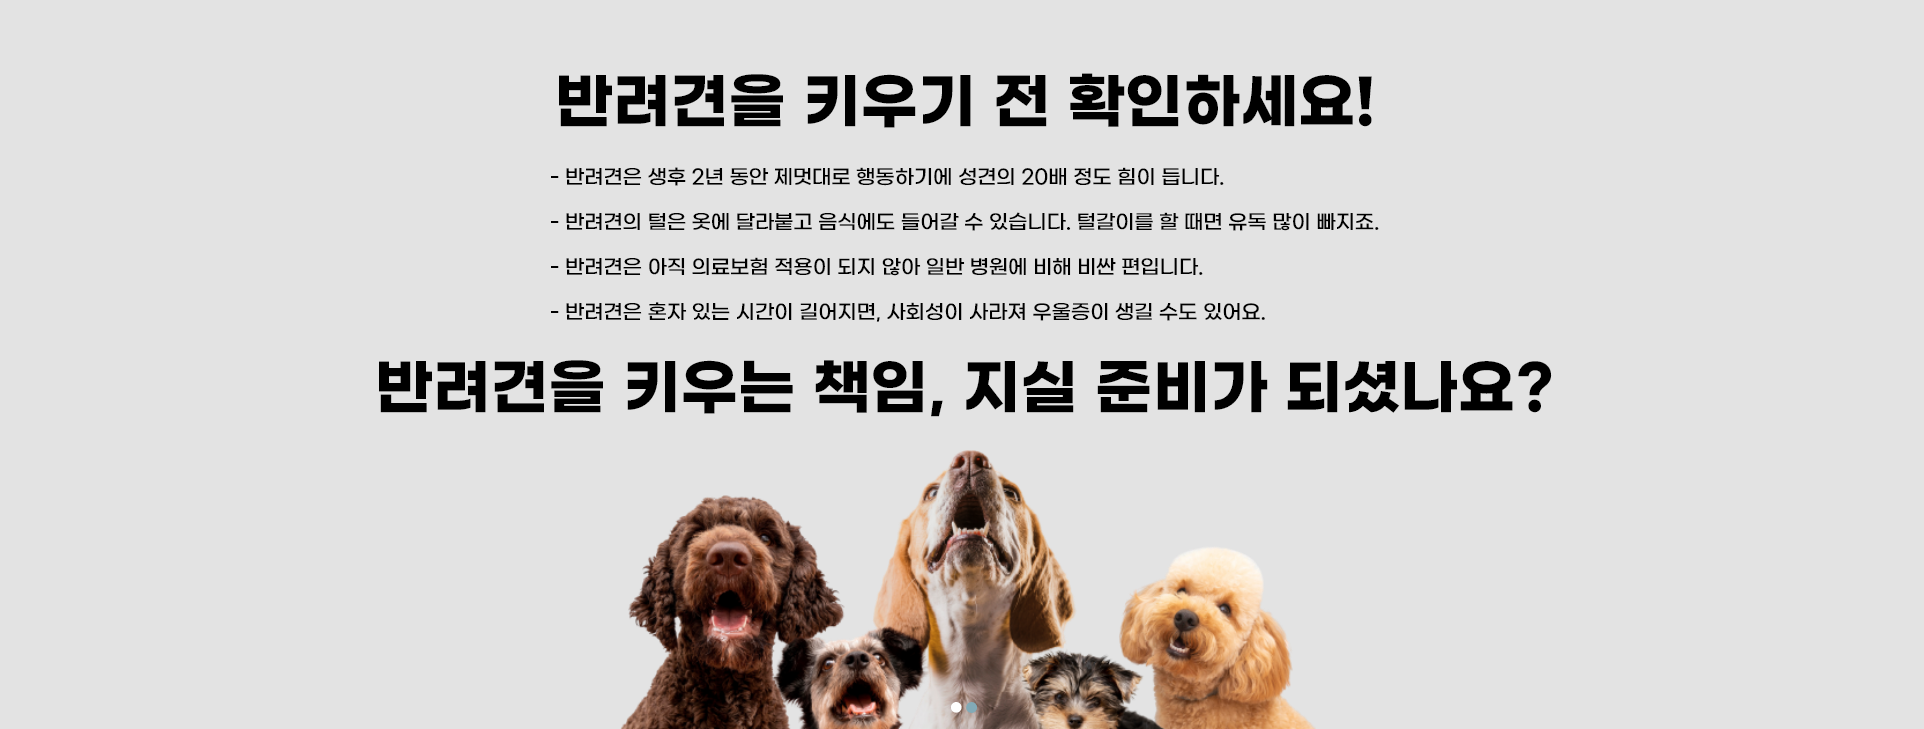 반려견을 키우기 전 확인하세요!
- 반려견은 생후 2년 동안 제멋대로 행동하기에 성견의 20배 정도 힘이 듭니다.
- 반려견의 털은 옷에 달라붙고 음식에도 들어갈 수 있습니다. 털갈이를 할 때면 유독 많이 빠지죠.
- 반려견은 아직 의료보험 적용이 되지 않아 일반 병원에 비해 비싼 편입니다.
- 반려견은 혼자 있는 시간이 길어지면, 사회성이 사라져 우울증이 생길 수도 있어요.
반려견을 키우는 책임, 지실 준비가 되셨나요?